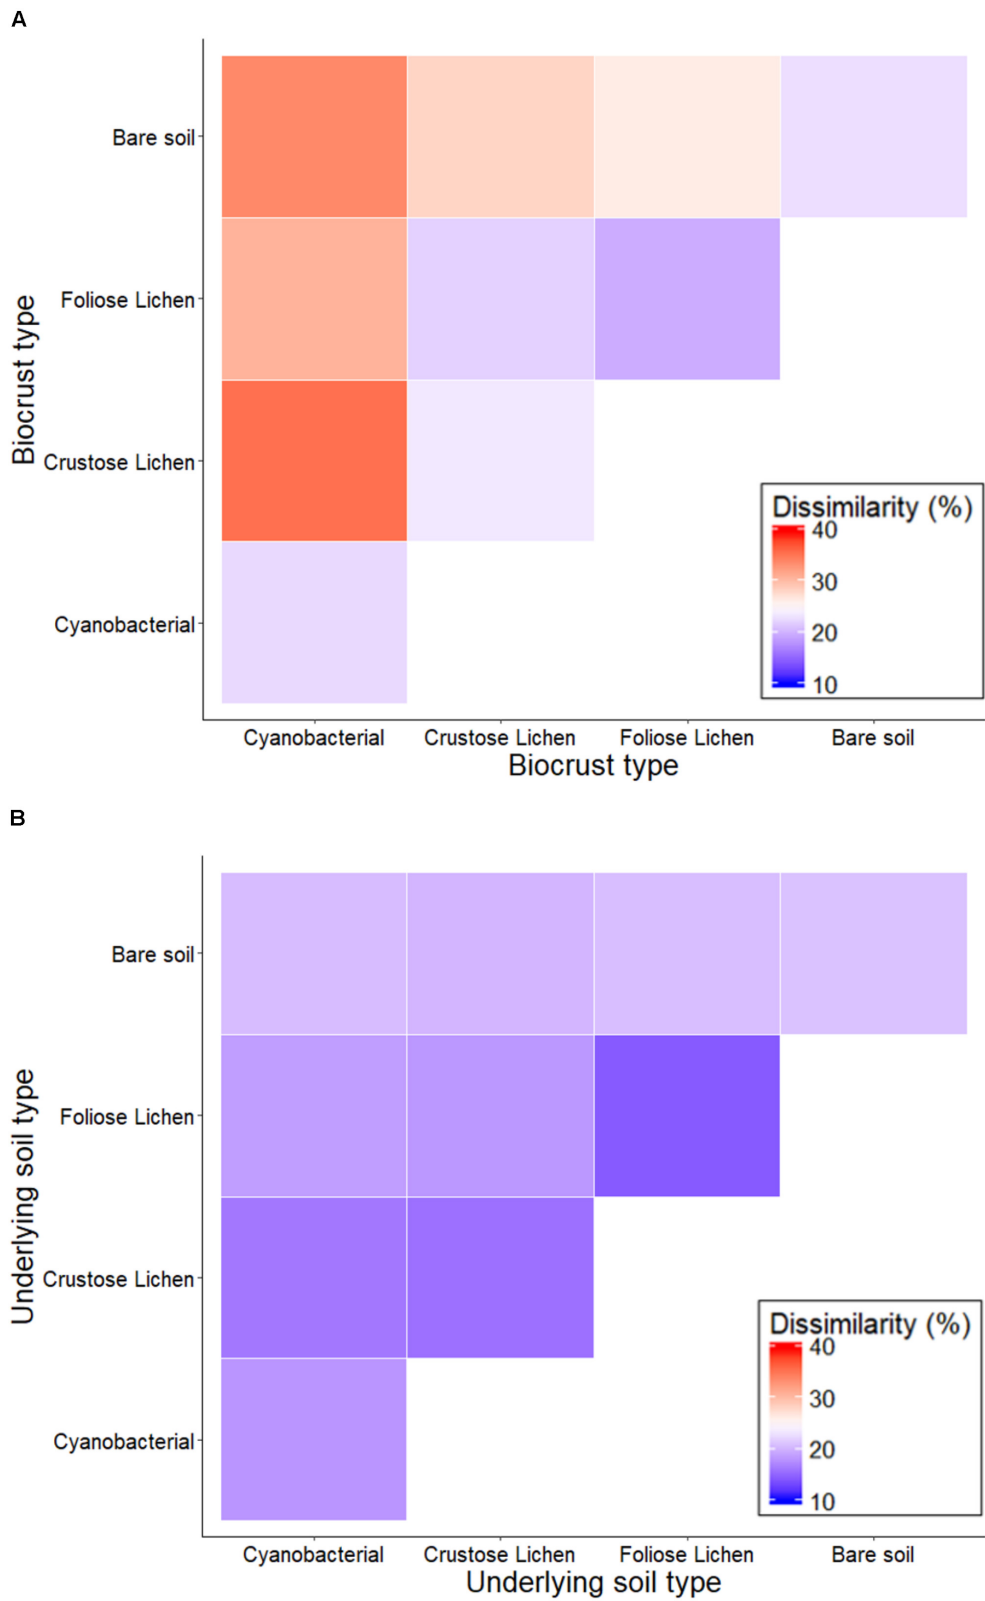 A
Biocrust type
Bare soil
Foliose Lichen
Crustose Lichen
Cyanobacterial
Dissimilarity (%)
40
30
20
10
Cyanobacterial Crustose Lichen Foliose Lichen Bare soil
Biocrust type
B
Underlying soil type
Bare soil
Foliose Lichen
Crustose Lichen
Cyanobacterial
Dissimilarity (%)
40
30
20
10
Cyanobacterial Crustose Lichen Foliose Lichen Bare soil
Underlying soil type